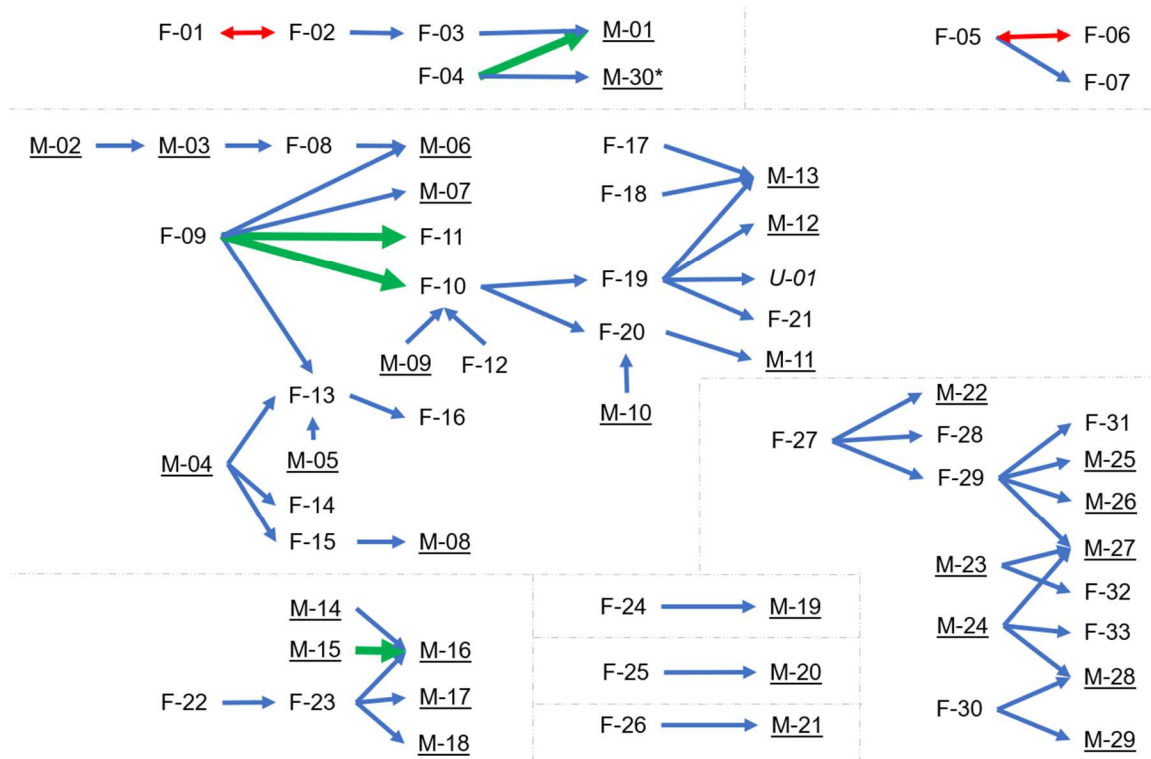 F-01 F-02 F-03 M-01
F-04 M-30*
F-05 F-06
F-07
M-02 M-03 F-08 M-06
M-07
F-09 F-11
F-10
M-09 F-12
F-13 F-16
M-04 M-05
F-14
F-15 M-08
F-17
F-18 M-13
M-12
F-19 U-01
F-21
F-20 M-11
M-10
M-22
F-27 F-28
F-29 F-31
M-25
M-26
M-27
M-23 F-32
M-24 F-33
M-28
F-30 M-29
M-14
M-15 M-16
F-22 F-23 M-17
M-18
F-24 M-19
F-25 M-20
F-26 M-21